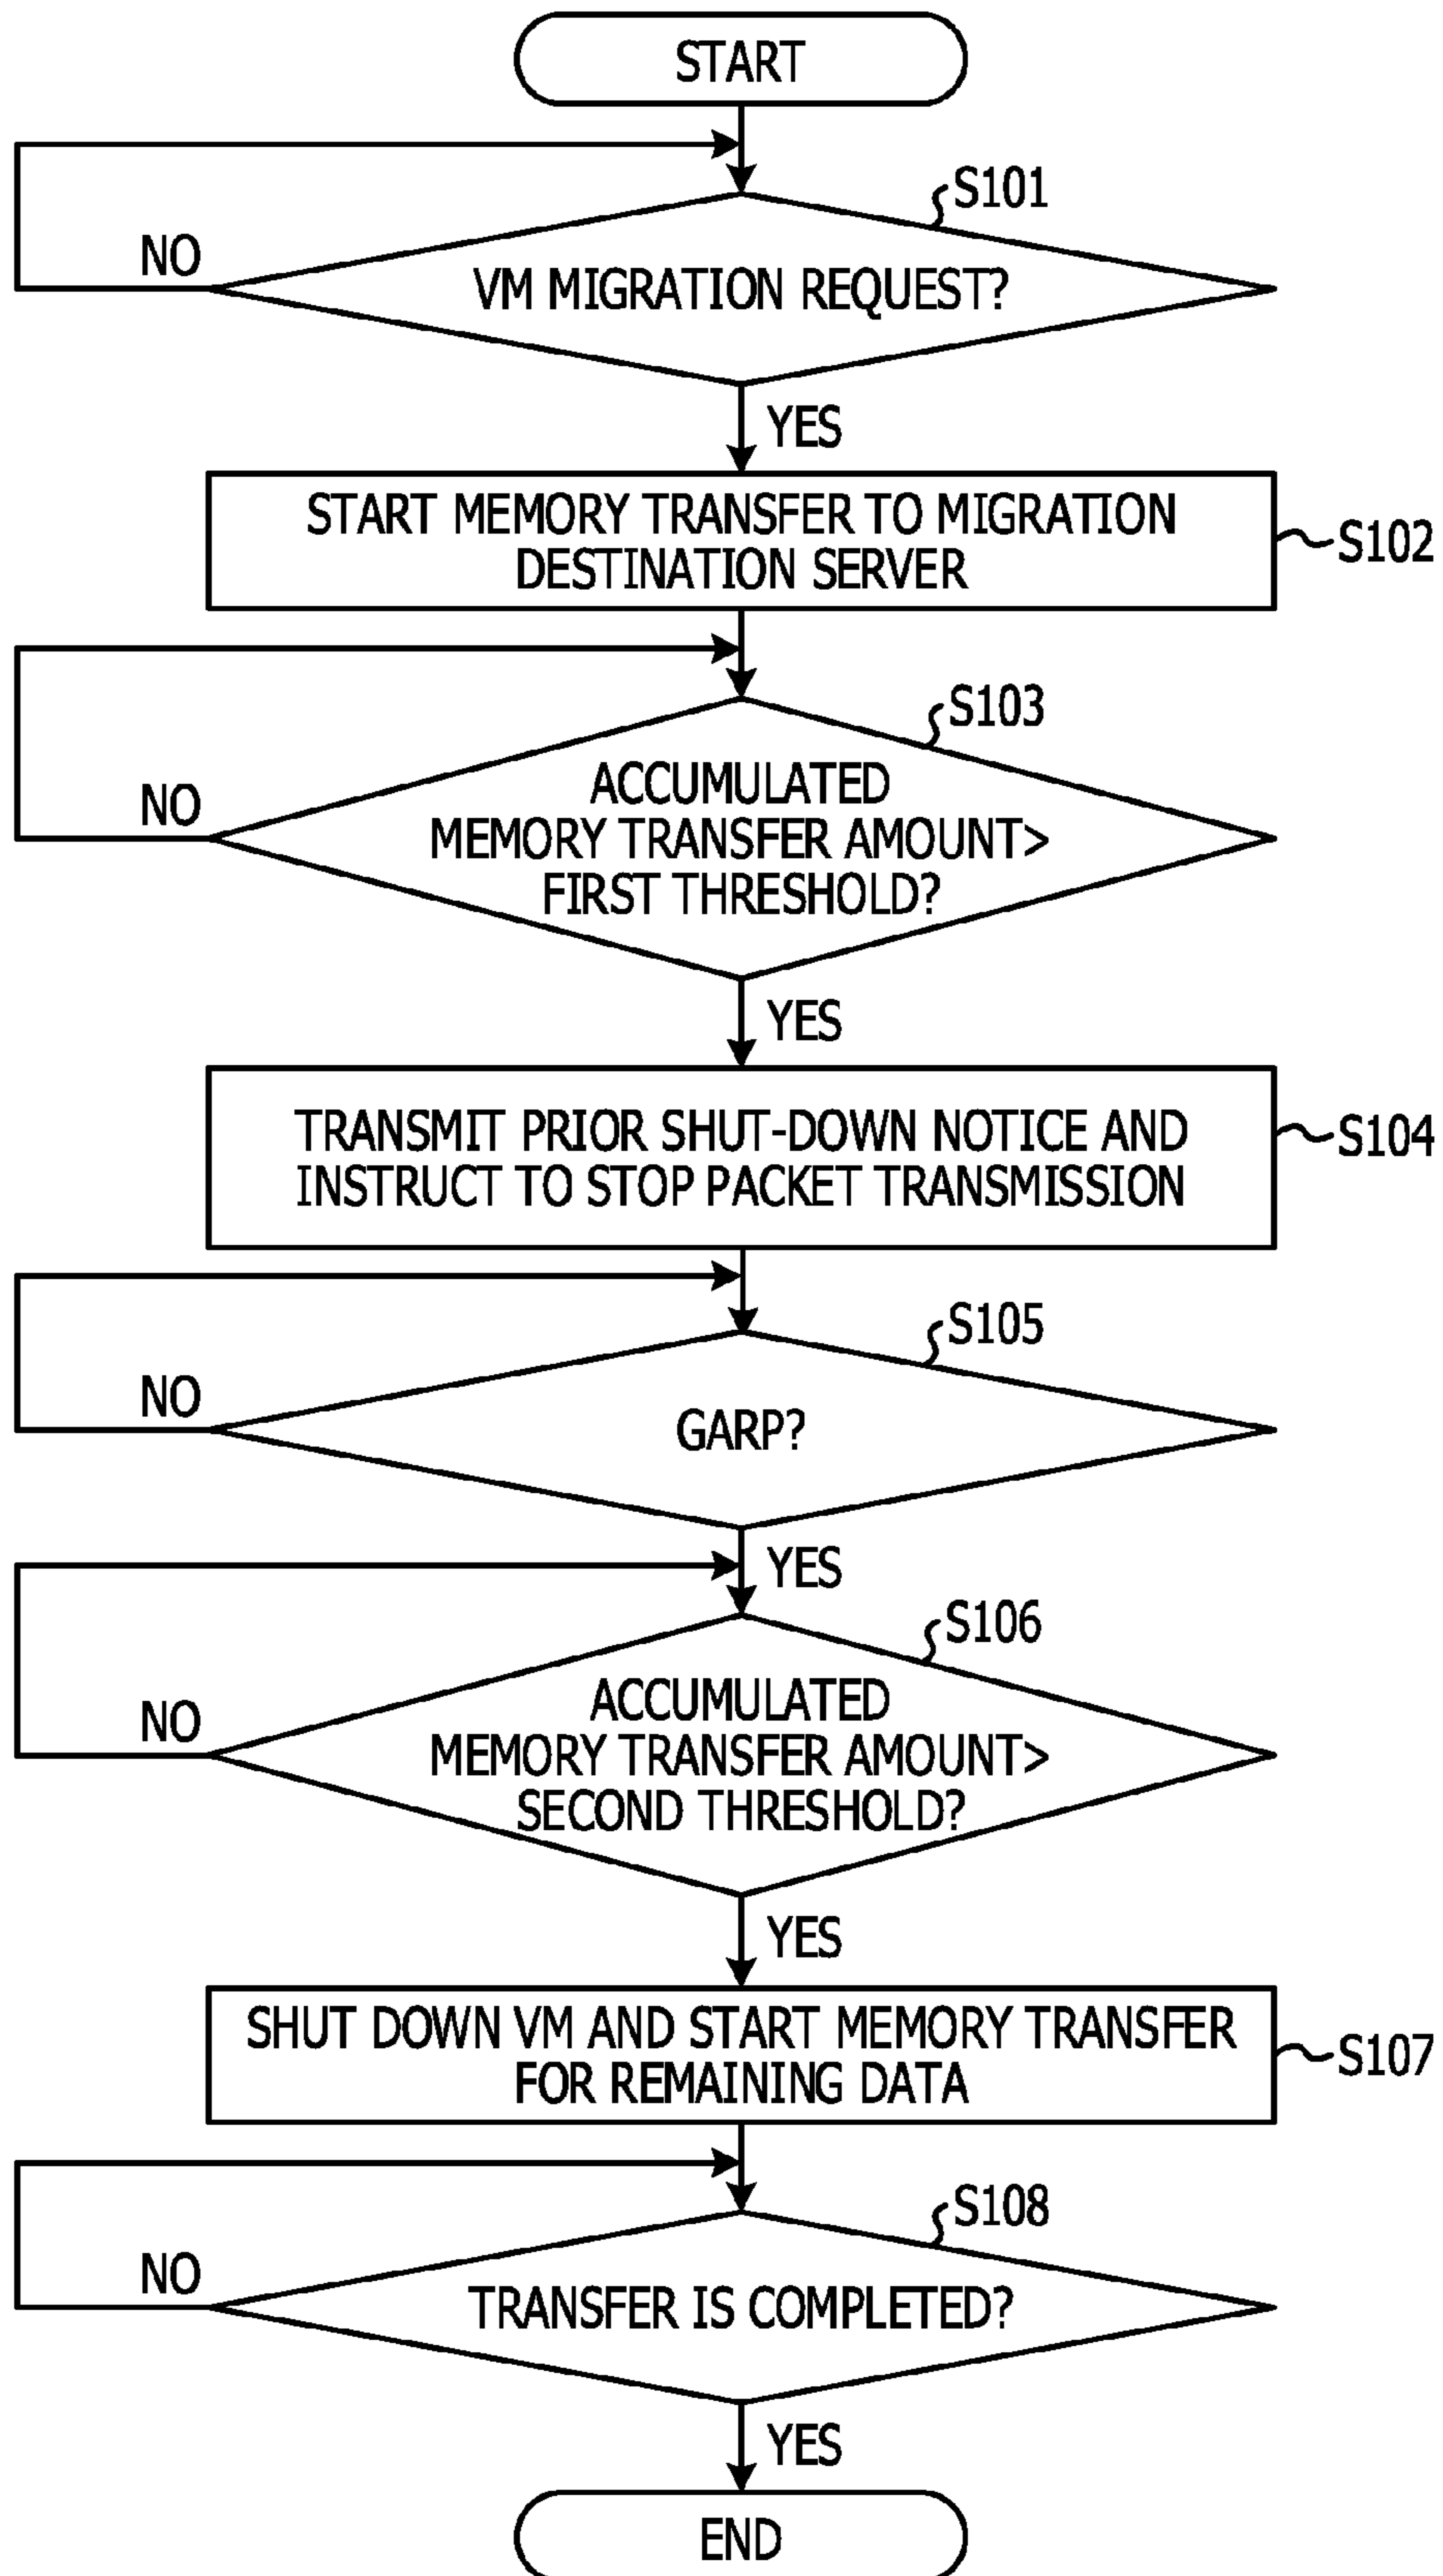 START
S101
NO
VM MIGRATION REQUEST?
YES
START MEMORY TRANSFER TO MIGRATION
DESTINATION SERVER
S102
S103
NO
ACCUMULATED
MEMORY TRANSFER AMOUNT>
FIRST THRESHOLD?
YES
TRANSMIT PRIOR SHUT-DOWN NOTICE AND
INSTRUCT TO STOP PACKET TRANSMISSION
S104
S105
NO
GARP?
YES
S106
NO
ACCUMULATED
MEMORY TRANSFER AMOUNT>
SECOND THRESHOLD?
YES
SHUT DOWN VM AND START MEMORY TRANSFER
FOR REMAINING DATA
S107
S108
NO
TRANSFER IS COMPLETED?
YES
END